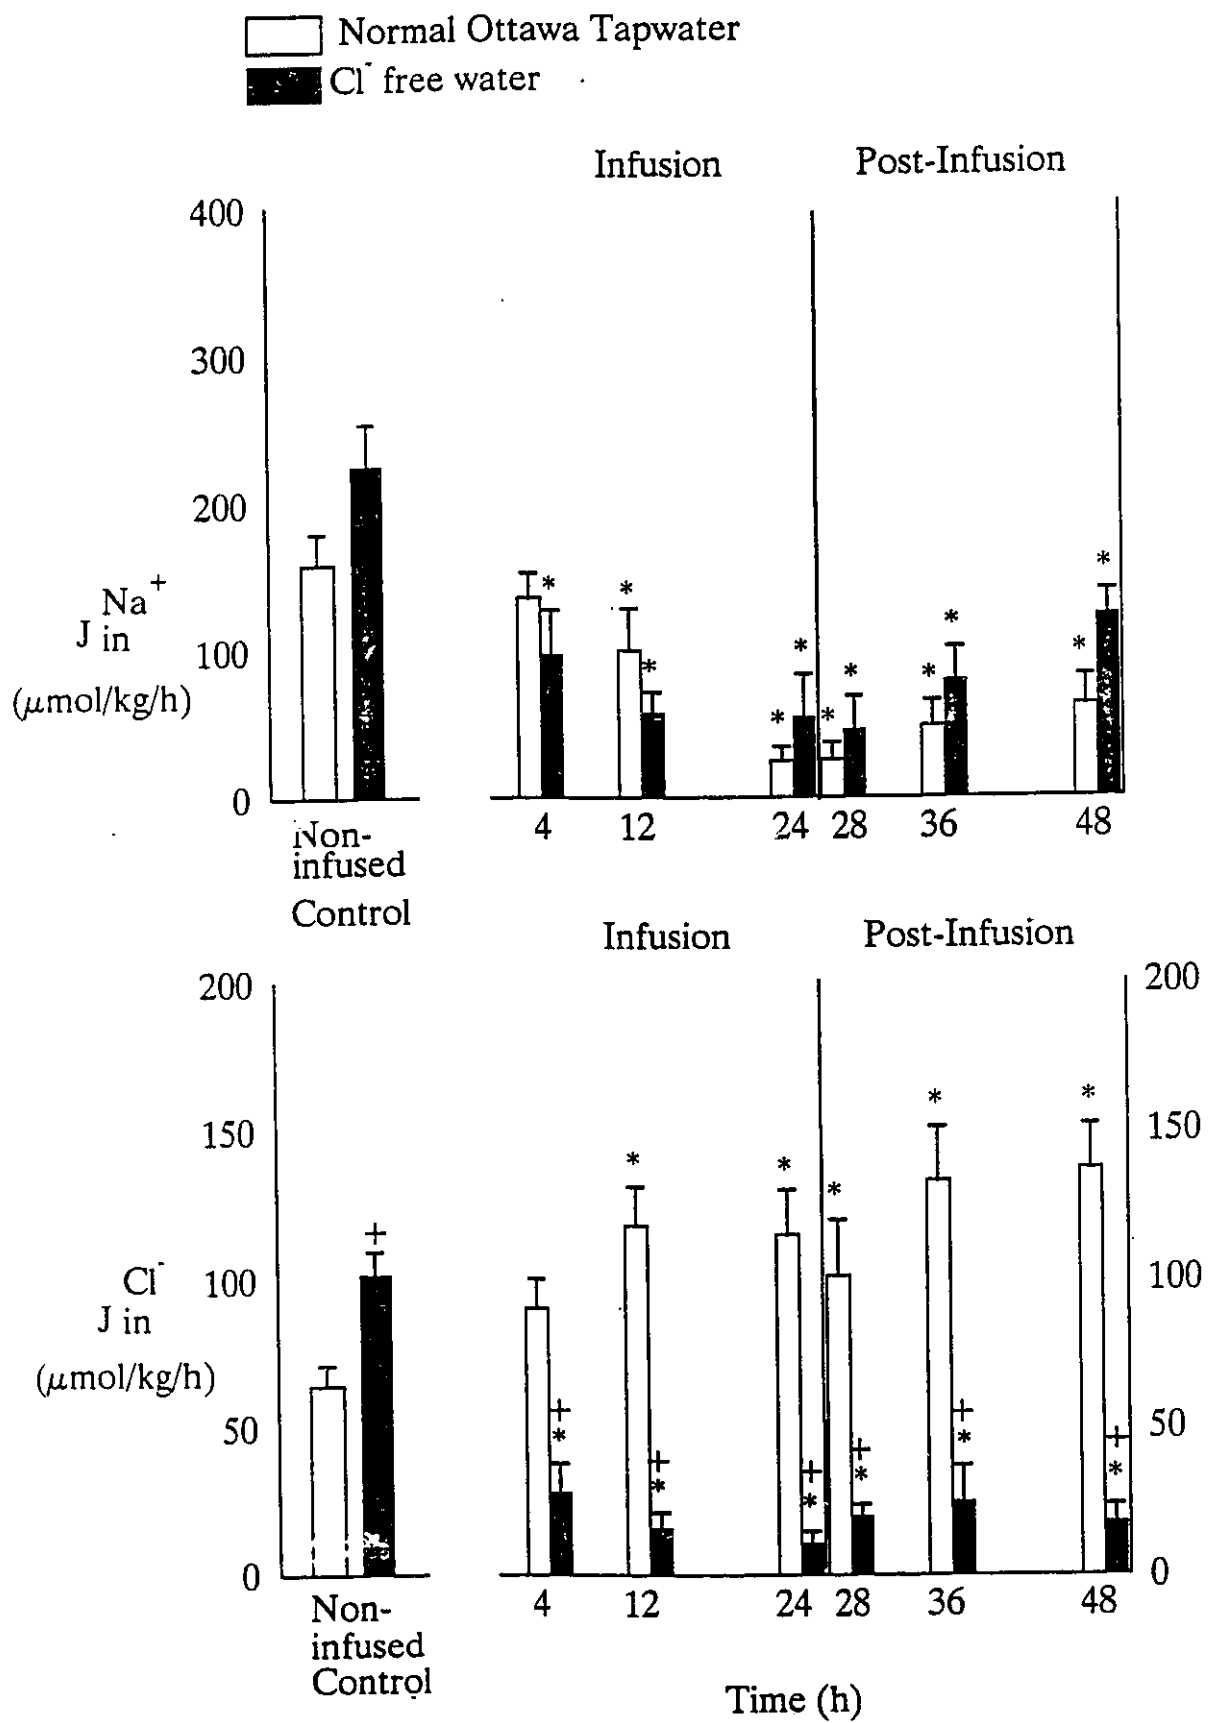 Normal Ottawa Tapwater
Cl⁻ free water
Infusion
Post-Infusion
400
300
200
100
0
Na⁺
J in
(μmol/kg/h)
* * * * * * * * * * *
4 12 24 28 36 48
Non-
infused
Control
Infusion
Post-Infusion
200
150
100
50
0
Cl⁻
J in
(μmol/kg/h)
200
150
100
50
0
+
* * * * *
+ + + + + +
* * * * * *
4 12 24 28 36 48
Non-
infused
Control
Time (h)